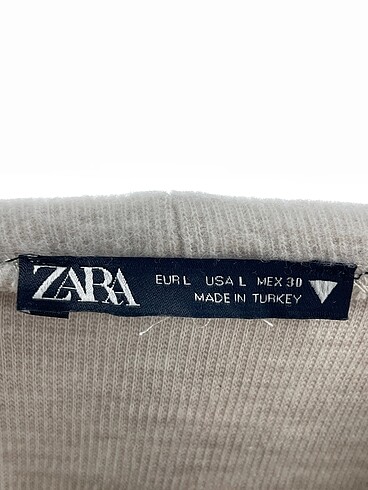 ZARA
EUR L USA L MEX 30
MADE IN TURKEY